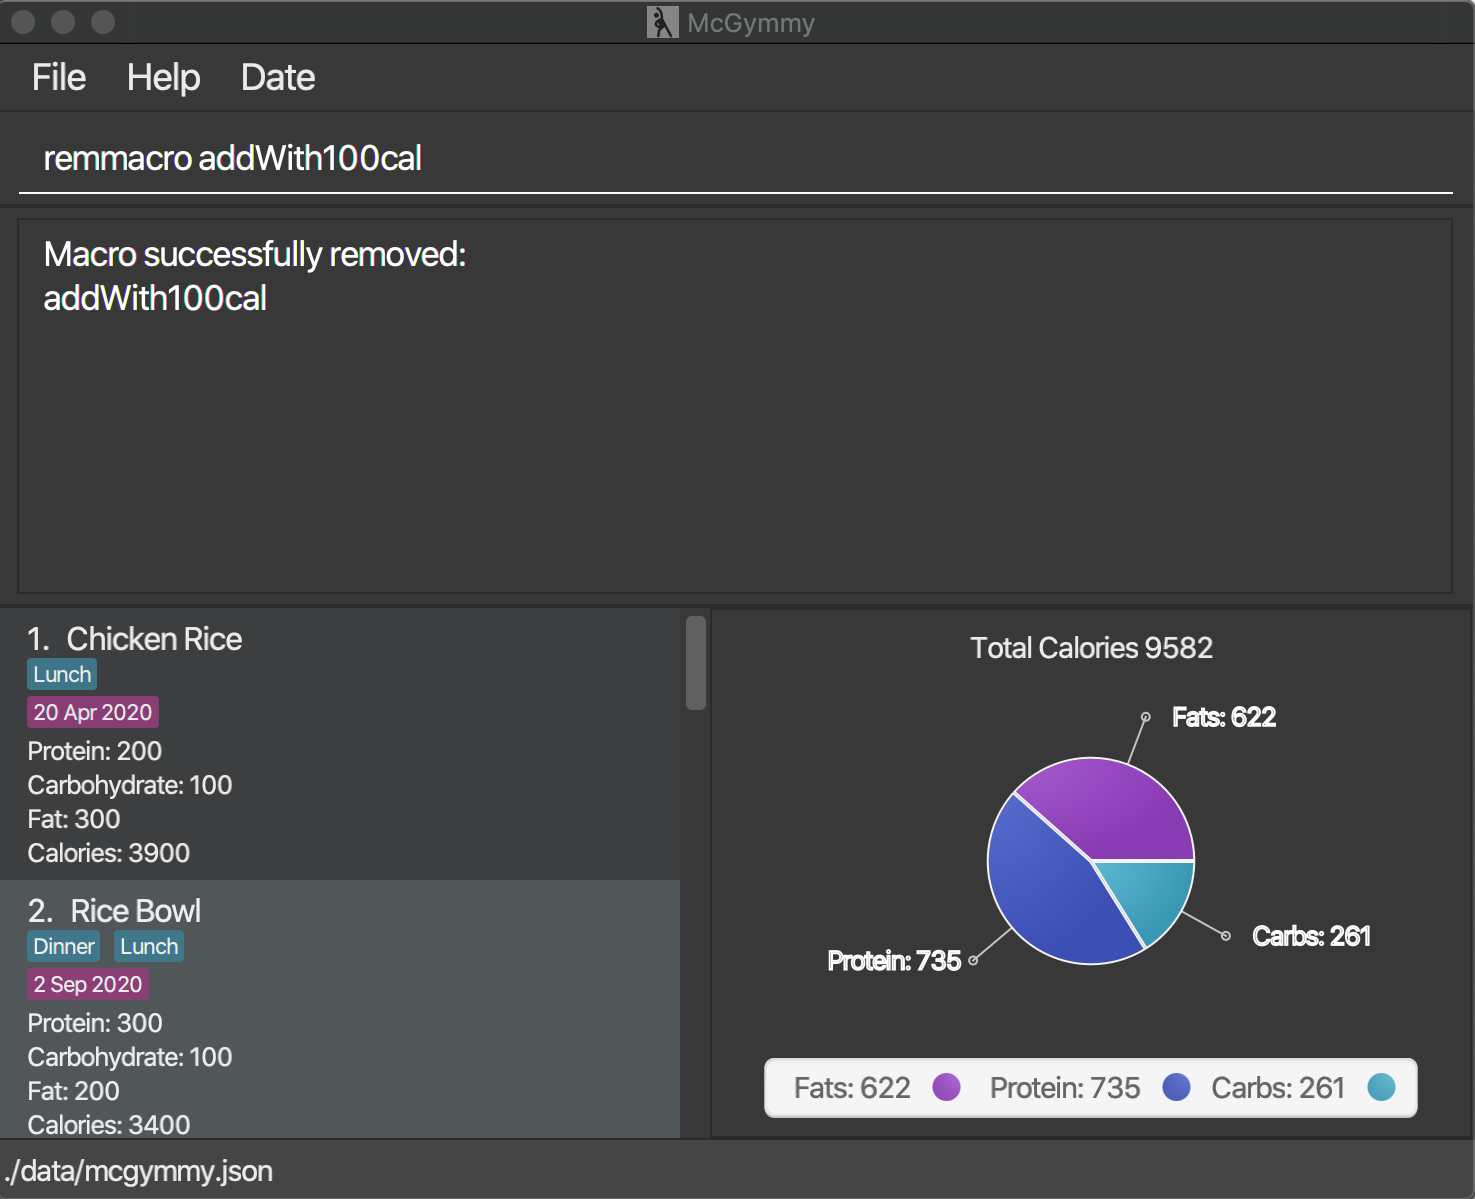 McGymmy
File Help Date
remmacro addWith100cal
Macro successfully removed:
addWith100cal
1. Chicken Rice
Lunch
20 Apr 2020
Protein: 200
Carbohydrate: 100
Fat: 300
Calories: 3900
2. Rice Bowl
Dinner Lunch
2 Sep 2020
Protein: 300
Carbohydrate: 100
Fat: 200
Calories: 3400
Total Calories 9582
Fats: 622
Carbs: 261
Protein: 735
Fats: 622 Protein: 735 Carbs: 261
./data/mcgymmy.json